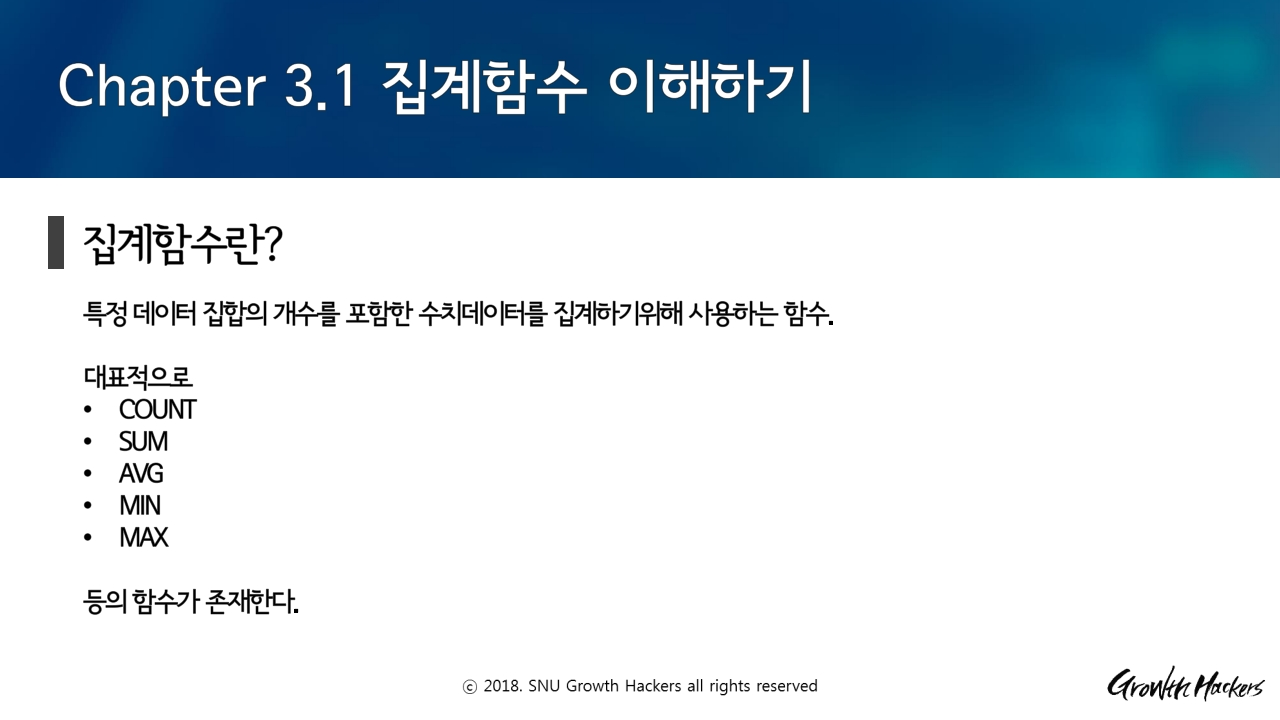 Chapter 3.1 집계함수 이해하기
집계함수란?
특정 데이터 집합의 개수를 포함한 수치데이터를 집계하기위해 사용하는 함수.
대표적으로
• COUNT
• SUM
• AVG
• MIN
• MAX
등의 함수가 존재한다.
ⓒ 2018. SNU Growth Hackers all rights reserved
Growth Hackers